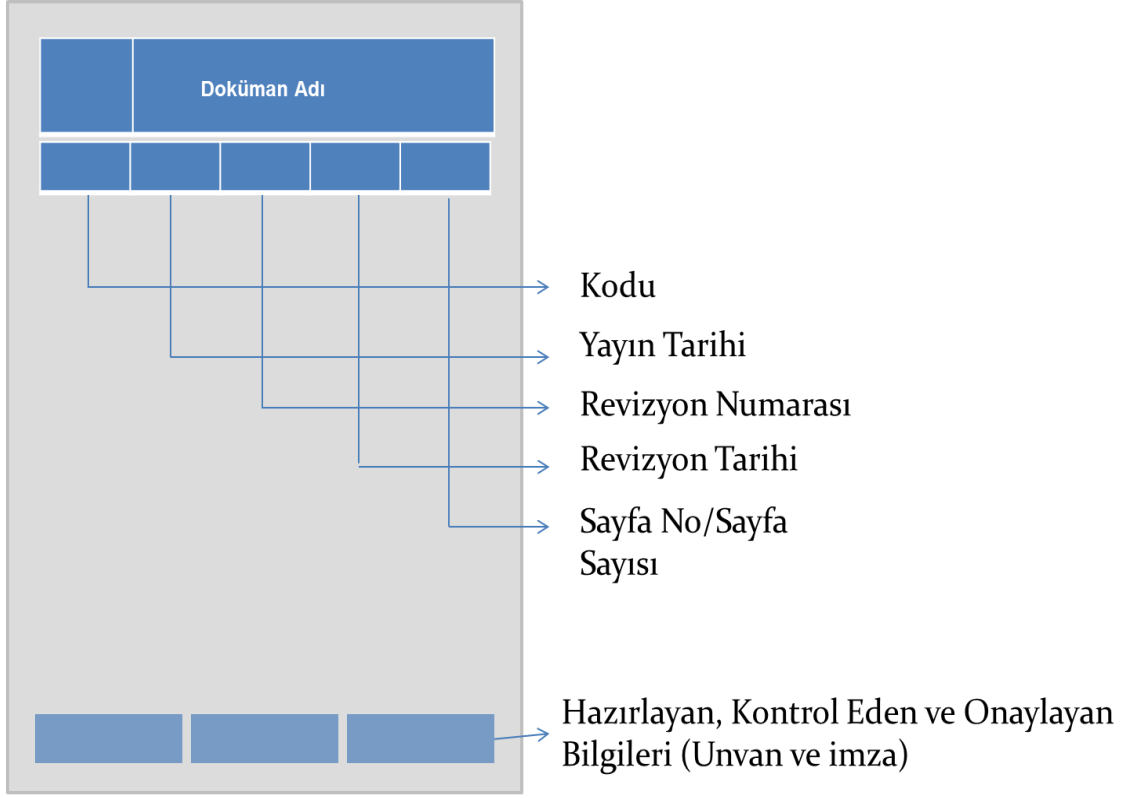 Doküman Adı
Kodu
Yayın Tarihi
Revizyon Numarası
Revizyon Tarihi
Sayfa No/Sayfa
Sayısı
Hazırlayan, Kontrol Eden ve Onaylayan
Bilgileri (Unvan ve imza)